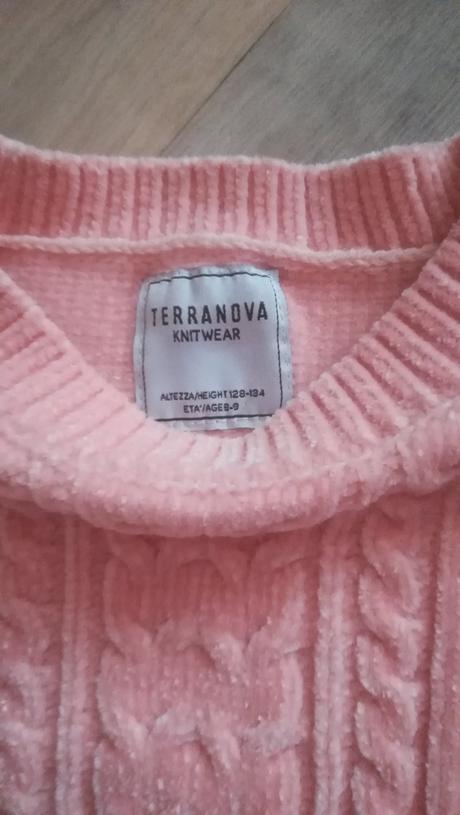 TERRANOVA
KNITWEAR
ALTEZZA/HEIGHT 128-134
ETA'/AGE 8-9